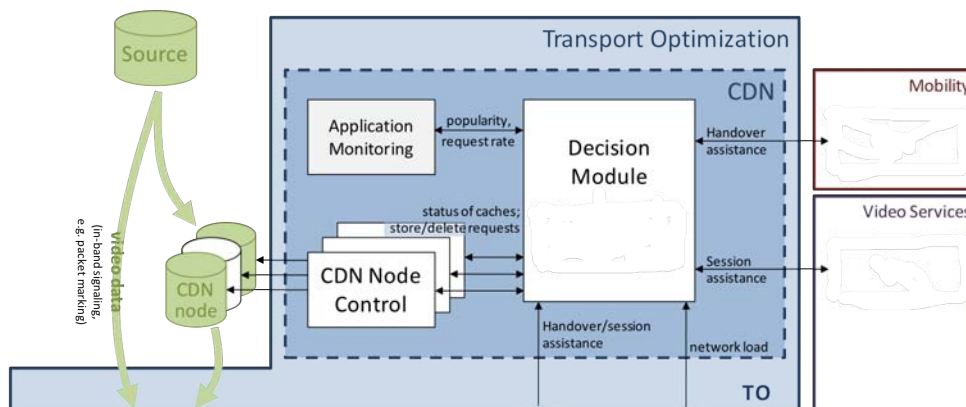 Source
Transport Optimization
CDN
Mobility
Application
Monitoring
popularity,
request rate
Decision
Module
Handover
assistance
Video Services
status of caches;
store/delete requests
video data
(in-band signaling,
e.g. packet marking)
CDN
node
CDN Node
Control
Session
assistance
Handover/session
assistance
network load
TO